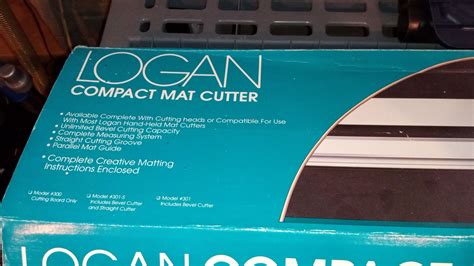 LOGAN
COMPACT MAT CUTTER
• Available Complete With Cutting heads or Compatible For Use
With Most Logan Hand-Held Mat Cutters
• Unlimited Bevel Cutting Capacity
• Complete Measuring System
• Straight Cutting Groove
• Parallel Mat Guide
• Complete Creative Matting
Instructions Enclosed
Model #300
Cutting Board Only
Model #301-S
Includes Bevel Cutter
and Straight Cutter
Model #301
Includes Bevel Cutter
LOGAN COMPACT